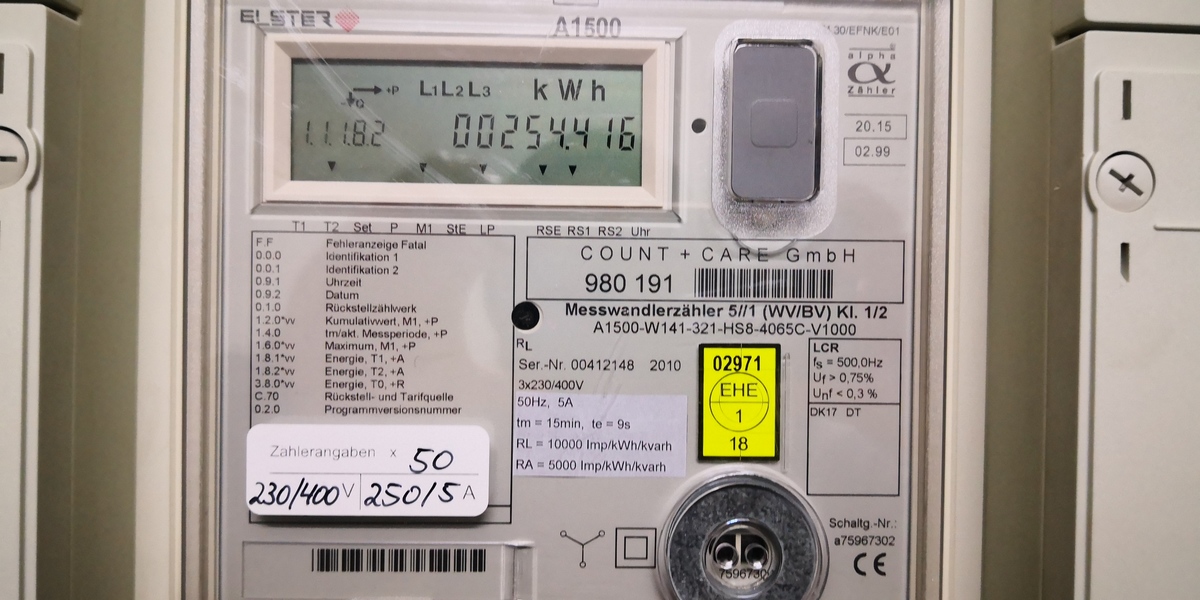 ELSTER
A1500
30/EFNK/E01
alpha
α
Zähler
+P L1 L2 L3 kWh
+Q
1.1.1.8.2 00254.416
20.15
02.99
T1 T2 Set P M1 StE LP RSE RS1 RS2 Uhr
F.F Fehleranzeige Fatal
0.0.0 Identifikation 1
0.0.1 Identifikation 2
0.9.1 Uhrzeit
0.9.2 Datum
0.1.0 Rückstellzählwerk
1.2.0*vv Kumulativwert, M1, +P
1.4.0 tm/akt. Messperiode, +P
1.6.0*vv Maximum, M1, +P
1.8.1*vv Energie, T1, +A
1.8.2*vv Energie, T2, +A
3.8.0*vv Energie, T0, +R
C.70 Rückstell- und Tarifquelle
0.2.0 Programmversionsnummer
Zählerangaben x 50
230/400 V 250/5 A
COUNT + CARE GmbH
980 191
Messwandlerzähler 5//1 (WV/BV) Kl. 1/2
A1500-W141-321-HS8-4065C-V1000
RL
Ser.-Nr. 00412148 2010
3x230/400V
50Hz, 5A
tm = 15min, te = 9s
RL = 10000 Imp/kWh/kvarh
RA = 5000 Imp/kWh/kvarh
02971
EHE
1
18
LCR
fs = 500,0Hz
Uf > 0,75%
Unf < 0,3 %
DK17 DT
Schaltg.-Nr.:
a75967302
CE